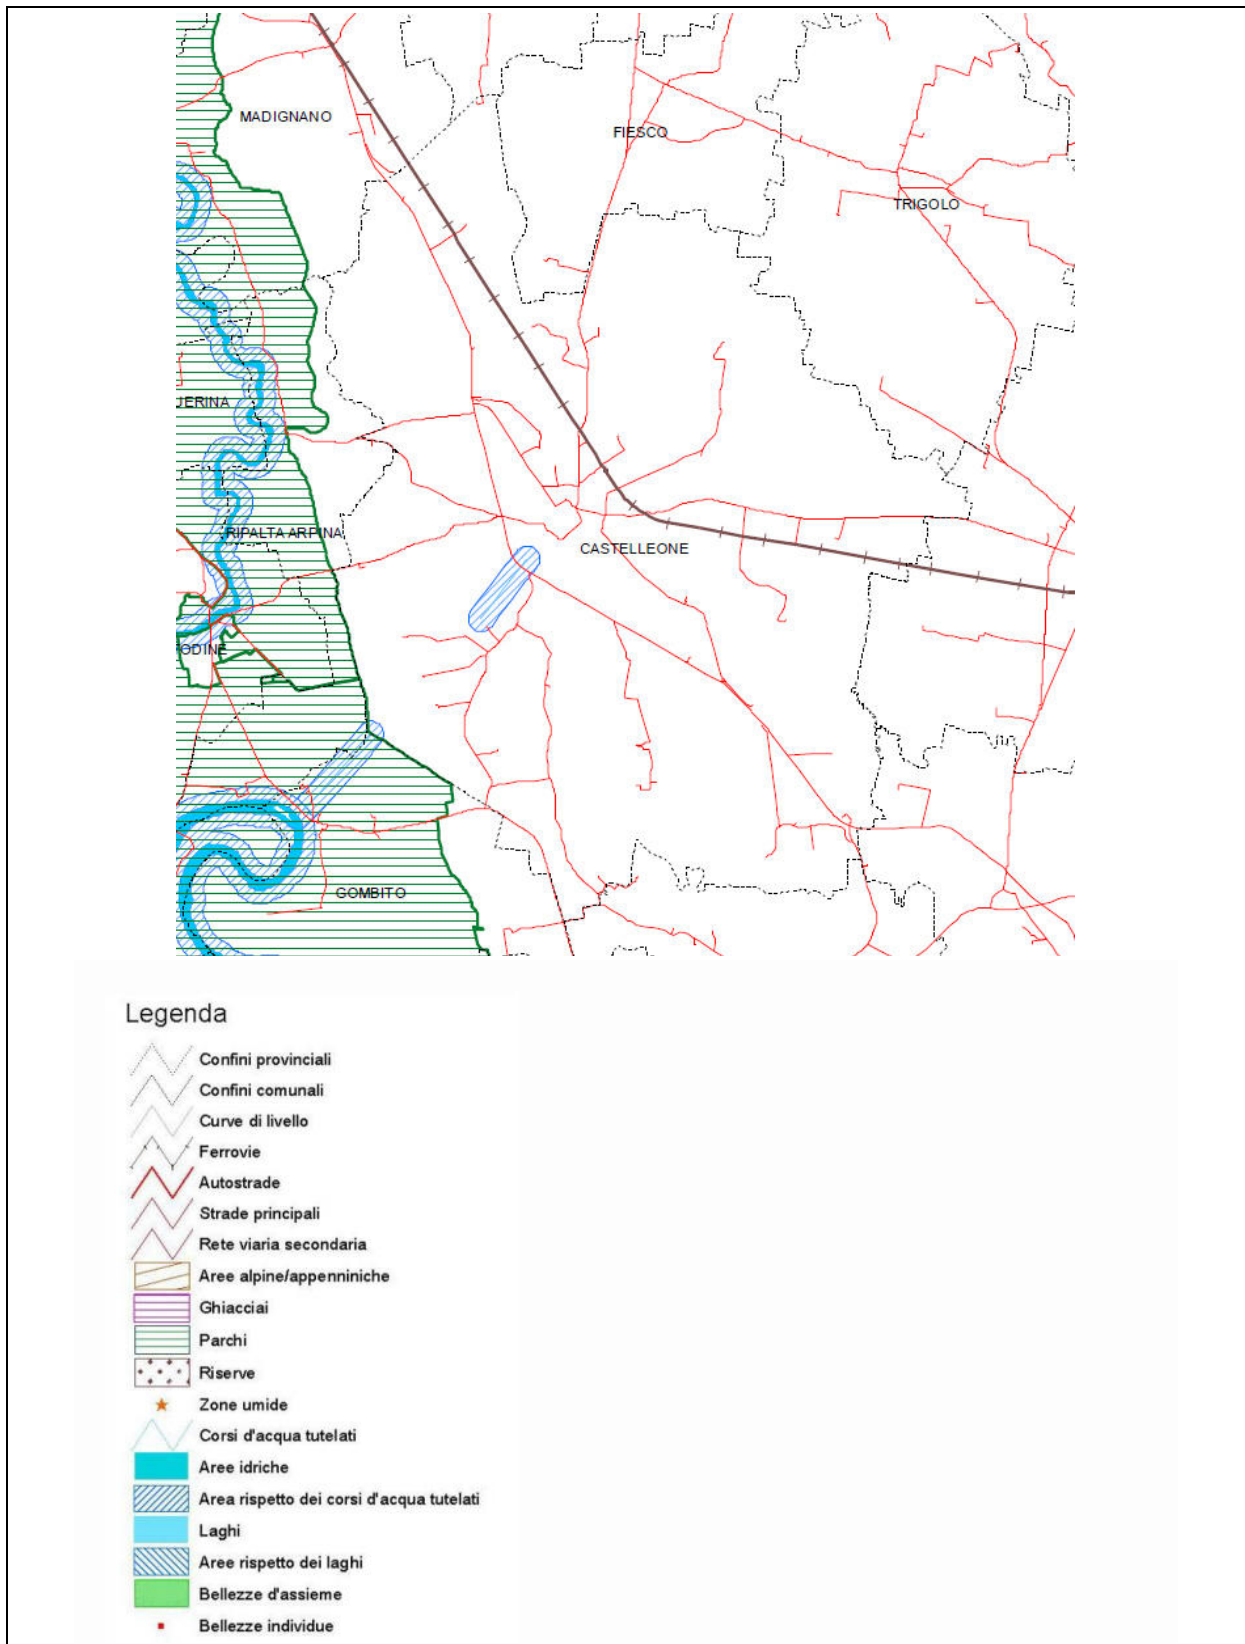 MADIGNANO
FIESCO
TRIGOLO
JERINA
RIPALTA ARPINA
CASTELLEONE
ODINE
GOMBITO
Legenda
Confini provinciali
Confini comunali
Curve di livello
Ferrovie
Autostrade
Strade principali
Rete viaria secondaria
Aree alpine/appenniniche
Ghiacciai
Parchi
Riserve
Zone umide
Corsi d'acqua tutelati
Aree idriche
Area rispetto dei corsi d'acqua tutelati
Laghi
Aree rispetto dei laghi
Bellezze d'assieme
Bellezze individue